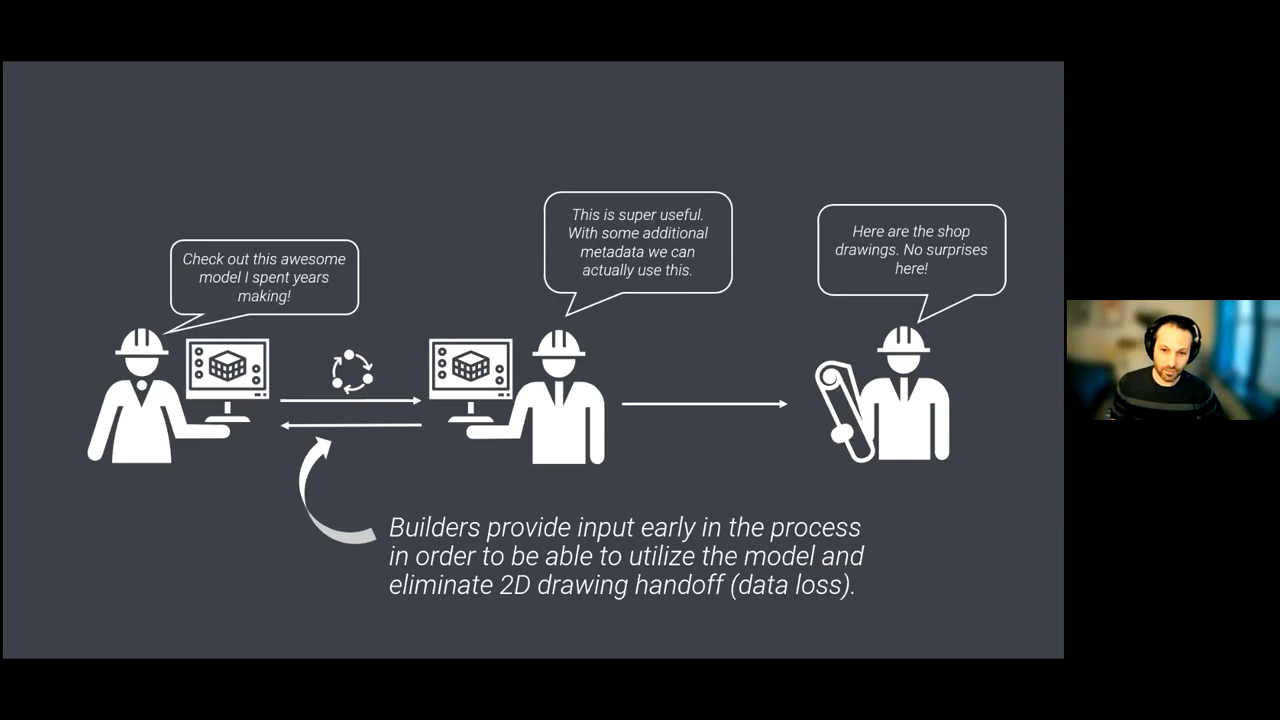 Check out this awesome
model I spent years
making!
This is super useful.
With some additional
metadata we can
actually use this.
Here are the shop
drawings. No surprises
here!
Builders provide input early in the process
in order to be able to utilize the model and
eliminate 2D drawing handoff (data loss).